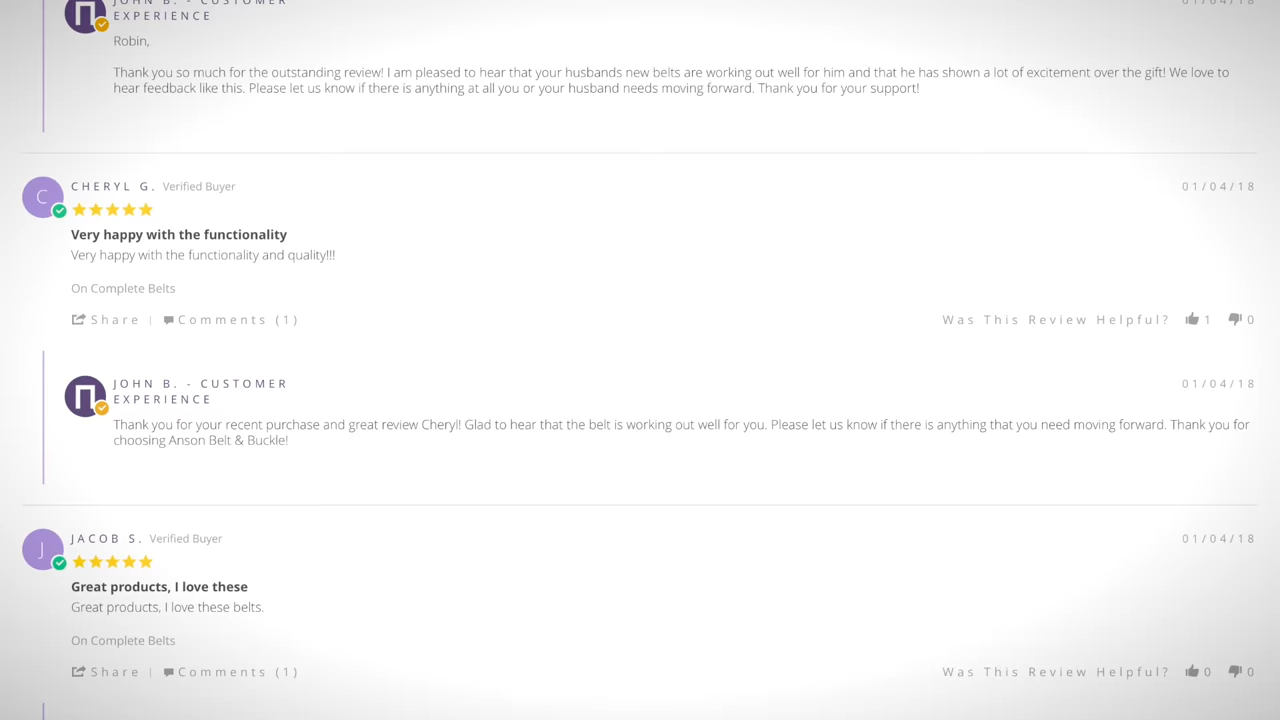 JOHN B. - CUSTOMER 01/04/18
EXPERIENCE
Robin,
Thank you so much for the outstanding review! I am pleased to hear that your husbands new belts are working out well for him and that he has shown a lot of excitement over the gift! We love to
hear feedback like this. Please let us know if there is anything at all you or your husband needs moving forward. Thank you for your support!
C
CHERYL G. Verified Buyer 01/04/18
Very happy with the functionality
Very happy with the functionality and quality!!!
On Complete Belts
Share | Comments (1) Was This Review Helpful? 1 0
JOHN B. - CUSTOMER 01/04/18
EXPERIENCE
Thank you for your recent purchase and great review Cheryl! Glad to hear that the belt is working out well for you. Please let us know if there is anything that you need moving forward. Thank you for
choosing Anson Belt & Buckle!
J
JACOB S. Verified Buyer 01/04/18
Great products, I love these
Great products, I love these belts.
On Complete Belts
Share | Comments (1) Was This Review Helpful? 0 0